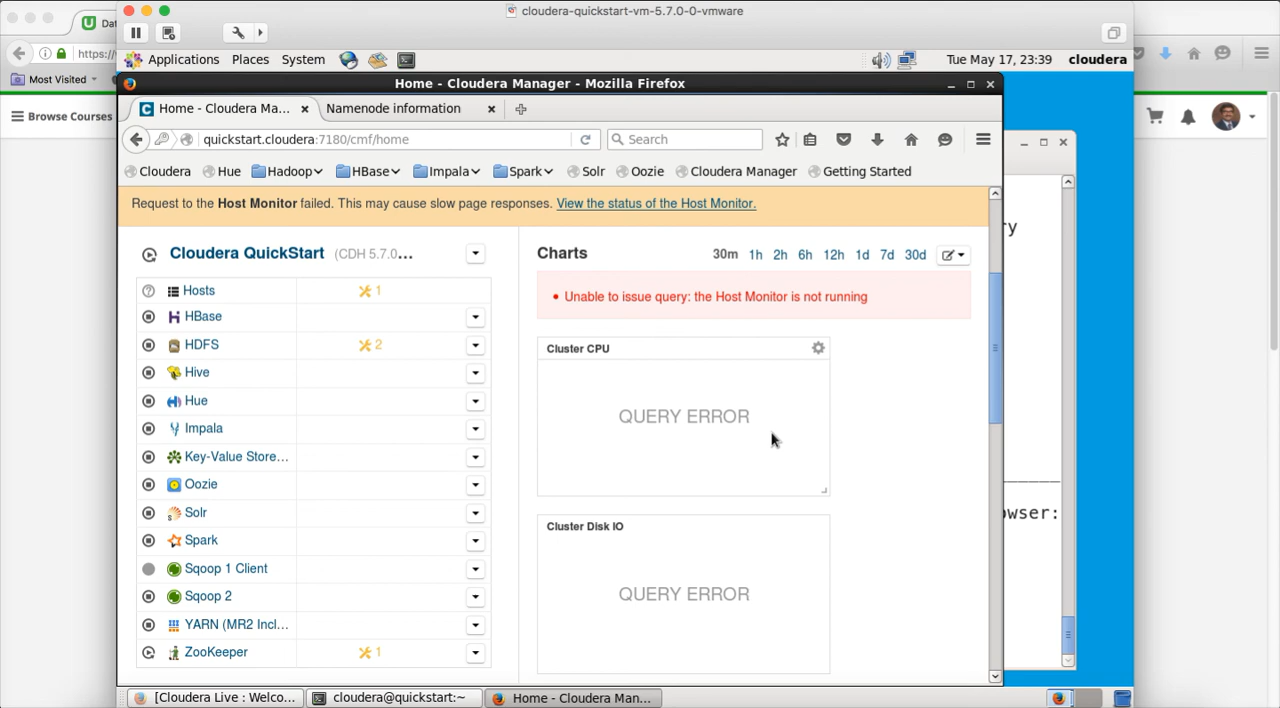 cloudera-quickstart-vm-5.7.0-0-vmware
Dat
https://
Most Visited
Browse Courses
Applications Places System
Tue May 17, 23:39 cloudera
Home - Cloudera Manager - Mozilla Firefox
Home - Cloudera Ma...
Namenode information
quickstart.cloudera:7180/cmf/home
Search
Cloudera Hue Hadoop HBase Impala Spark Solr Oozie Cloudera Manager Getting Started
Request to the Host Monitor failed. This may cause slow page responses. View the status of the Host Monitor.
Cloudera QuickStart (CDH 5.7.0...
Hosts 1
HBase
HDFS 2
Hive
Hue
Impala
Key-Value Store...
Oozie
Solr
Spark
Sqoop 1 Client
Sqoop 2
YARN (MR2 Incl...
ZooKeeper 1
Charts
30m 1h 2h 6h 12h 1d 7d 30d
Unable to issue query: the Host Monitor is not running
Cluster CPU
QUERY ERROR
Cluster Disk IO
QUERY ERROR
ry
owser:
[Cloudera Live : Welco...
cloudera@quickstart:~
Home - Cloudera Man...